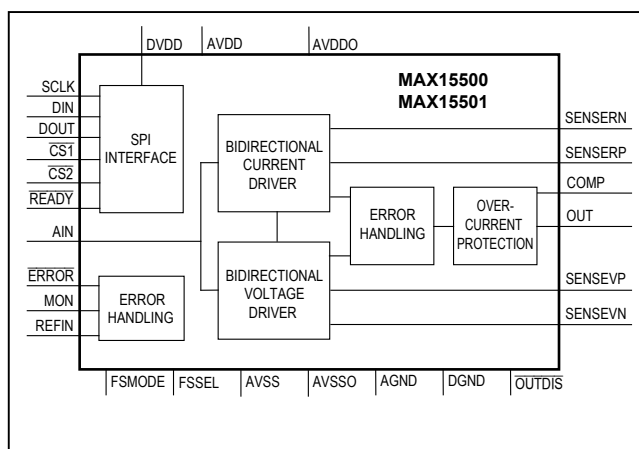 DVDD
AVDD
AVDDO
MAX15500
MAX15501
SCLK
DIN
DOUT
CS1
CS2
READY
AIN
ERROR
MON
REFIN
SPI
INTERFACE
BIDIRECTIONAL
CURRENT
DRIVER
BIDIRECTIONAL
VOLTAGE
DRIVER
ERROR
HANDLING
OVER-
CURRENT
PROTECTION
ERROR
HANDLING
SENSERN
SENSERP
COMP
OUT
SENSEVP
SENSEVN
FSMODE
FSSEL
AVSS
AVSSO
AGND
DGND
OUTDIS